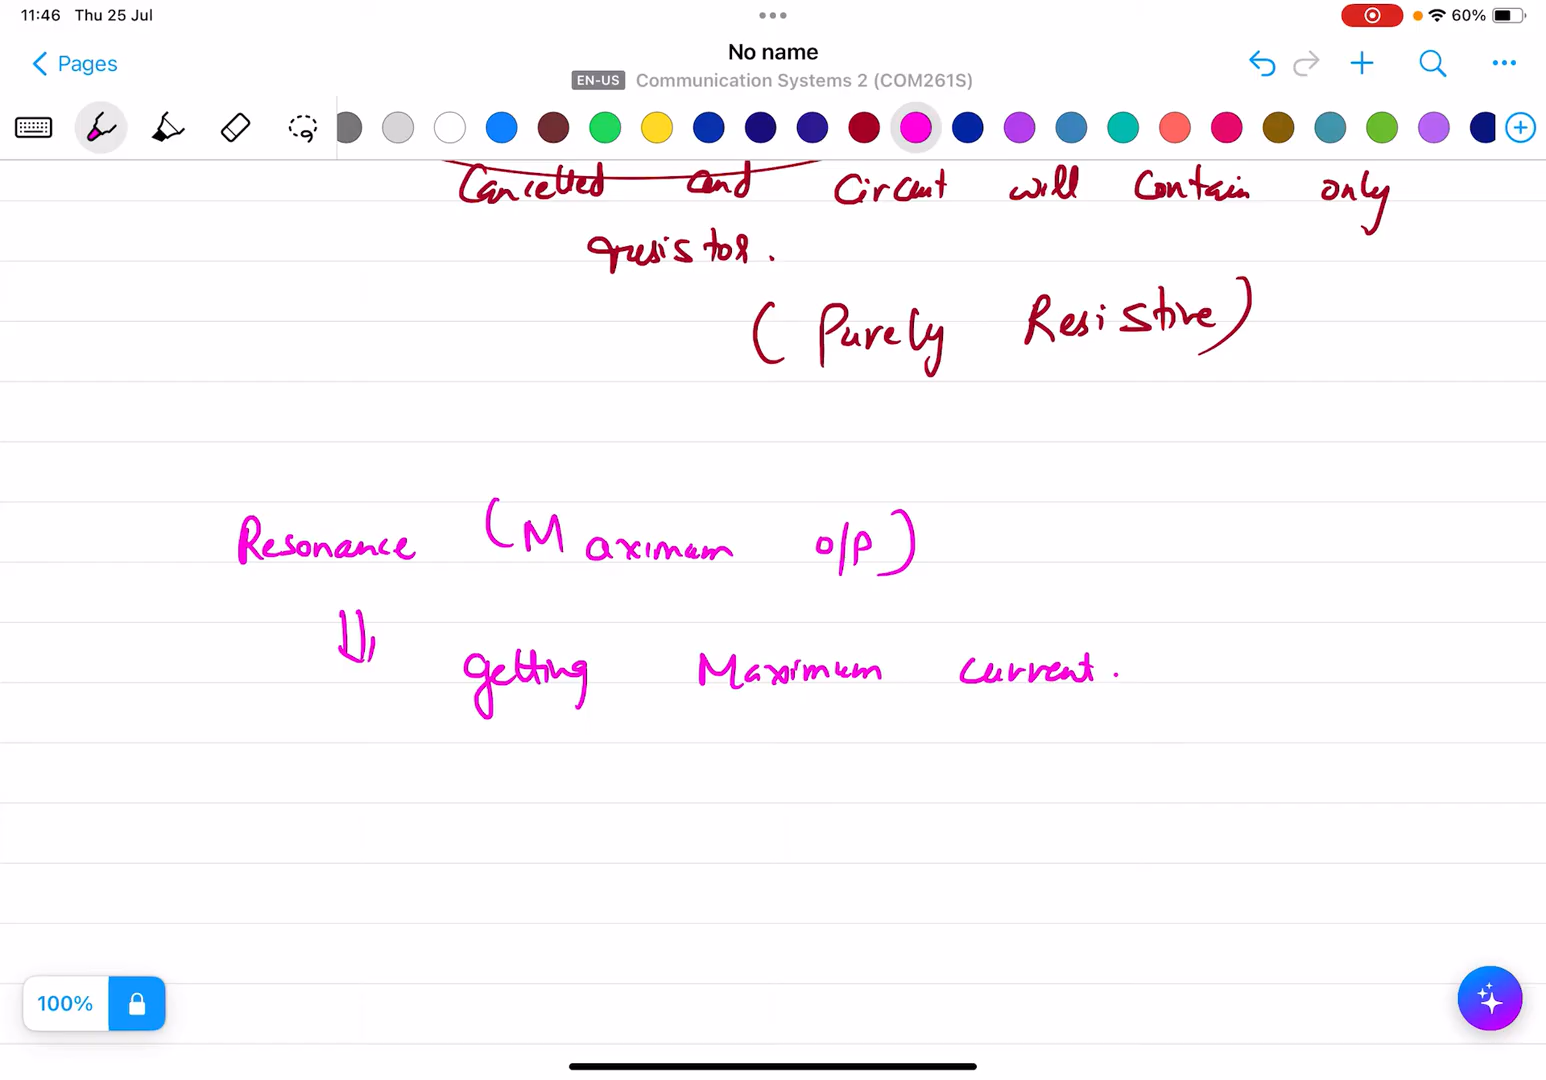 11:46 Thu 25 Jul
60%
Pages
No name
EN-US Communication Systems 2 (COM261S)
Cancelled and Circuit will Contain only
resistor.
(Purely Resistive)
Resonance (Maximum o/p)
getting Maximum current.
100%